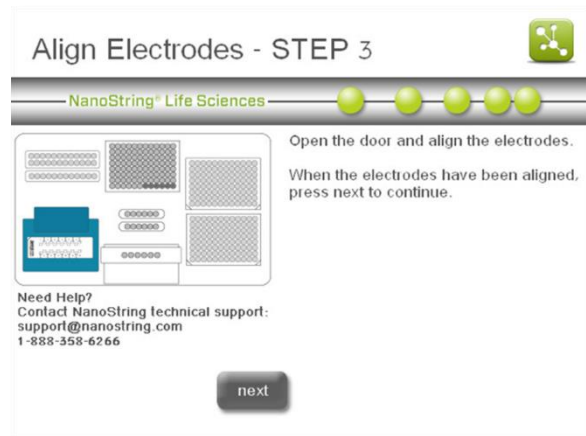 Align Electrodes - STEP 3
NanoString® Life Sciences
Open the door and align the electrodes.
When the electrodes have been aligned,
press next to continue.
Need Help?
Contact NanoString technical support:
support@nanostring.com
1-888-358-6266
next